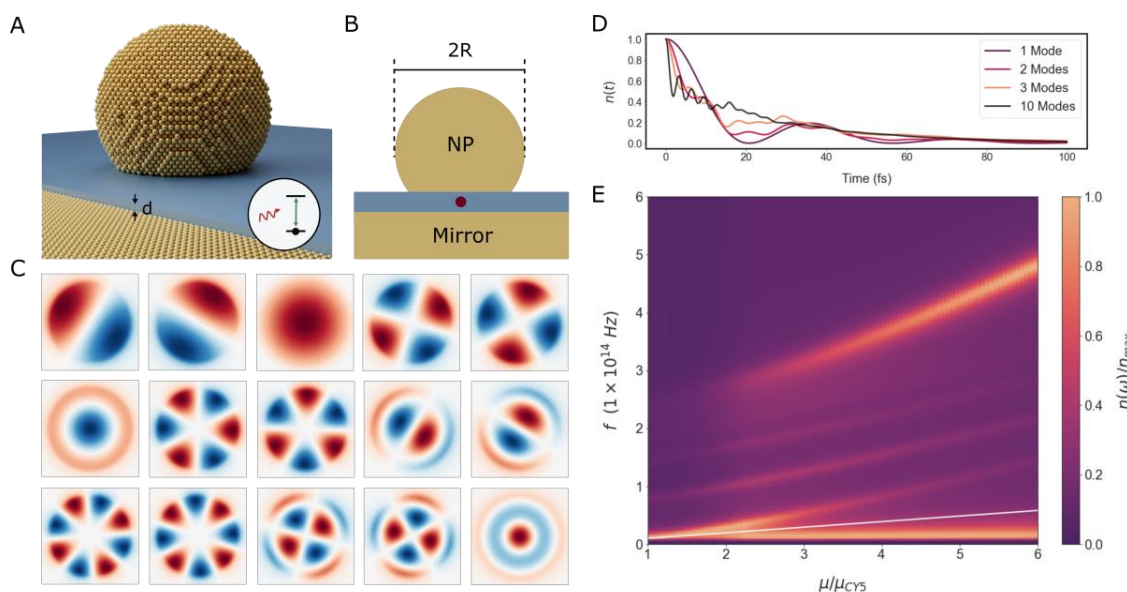 A
d
B
2R
NP
Mirror
C
D
n(t)
1.0
0.8
0.6
0.4
0.2
0.0
0
20
40
60
80
100
Time (fs)
1 Mode
2 Modes
3 Modes
10 Modes
E
f (1 × 10¹⁴ Hz)
5
4
3
2
1
0
1
2
3
4
5
6
μ/μCY5
1.0
0.8
0.6
0.4
0.2
0.0
n(ω)/nmax